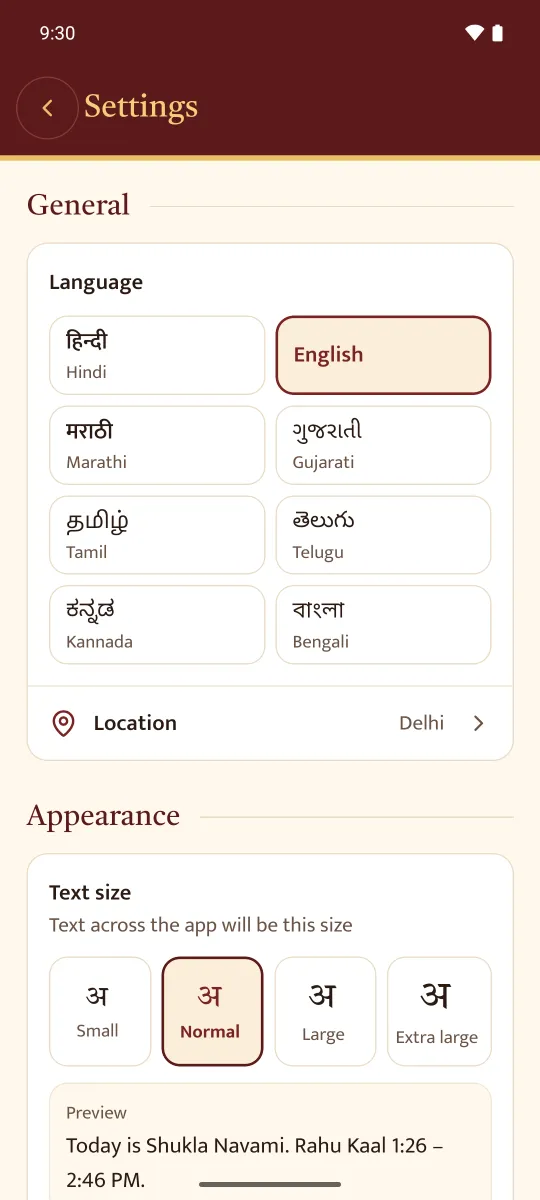 9:30
Settings
General
Language
हिन्दी
Hindi
English
मराठी
Marathi
ગુજરાતી
Gujarati
தமிழ்
Tamil
తెలుగు
Telugu
ಕನ್ನಡ
Kannada
বাংলা
Bengali
Location
Delhi
Appearance
Text size
Text across the app will be this size
अ
Small
अ
Normal
अ
Large
अ
Extra large
Preview
Today is Shukla Navami. Rahu Kaal 1:26 –
2:46 PM.